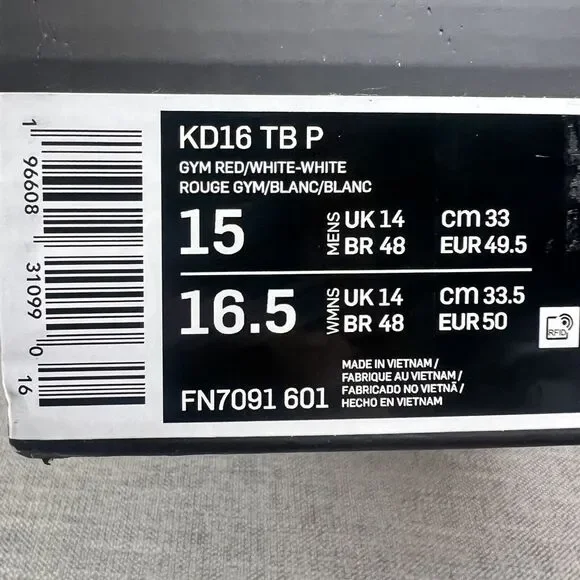 KD16 TB P
GYM RED/WHITE-WHITE
ROUGE GYM/BLANC/BLANC
15 MENS UK 14 CM 33
BR 48 EUR 49.5
16.5 WMNS UK 14 CM 33.5
BR 48 EUR 50
RFID
FN7091 601
MADE IN VIETNAM /
FABRIQUE AU VIETNAM /
FABRICADO NO VIETNÃ /
HECHO EN VIETNAM
1 96608 31099 0 16